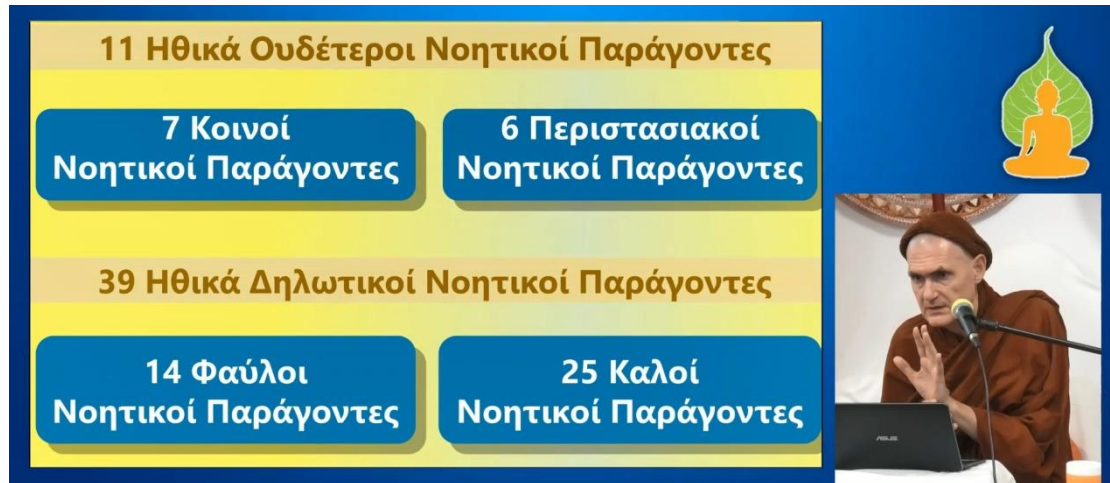 11 Ηθικά Ουδέτεροι Νοητικοί Παράγοντες
7 Κοινοί
Νοητικοί Παράγοντες
6 Περιστασιακοί
Νοητικοί Παράγοντες
39 Ηθικά Δηλωτικοί Νοητικοί Παράγοντες
14 Φαύλοι
Νοητικοί Παράγοντες
25 Καλοί
Νοητικοί Παράγοντες
ASUS